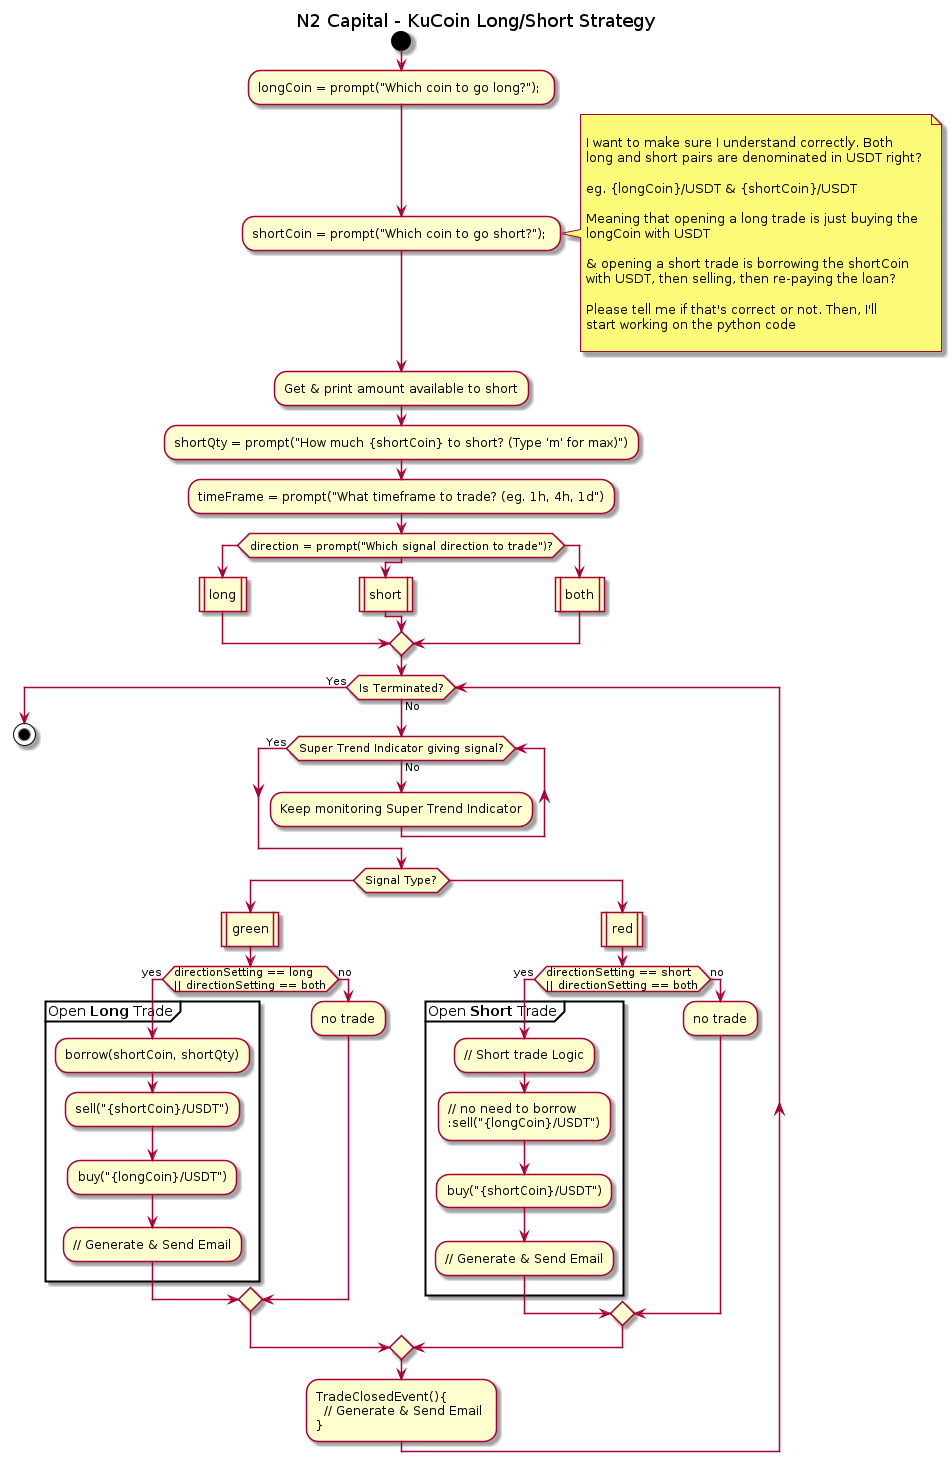 N2 Capital - KuCoin Long/Short Strategy
longCoin = prompt("Which coin to go long?");
I want to make sure I understand correctly. Both
long and short pairs are denominated in USDT right?
eg. {longCoin}/USDT & {shortCoin}/USDT
Meaning that opening a long trade is just buying the
longCoin with USDT
& opening a short trade is borrowing the shortCoin
with USDT, then selling, then re-paying the loan?
Please tell me if that's correct or not. Then, I'll
start working on the python code
shortCoin = prompt("Which coin to go short?");
Get & print amount available to short
shortQty = prompt("How much {shortCoin} to short? (Type 'm' for max)")
timeFrame = prompt("What timeframe to trade? (eg. 1h, 4h, 1d")
direction = prompt("Which signal direction to trade")?
long
short
both
Yes
Is Terminated?
No
Yes
Super Trend Indicator giving signal?
No
Keep monitoring Super Trend Indicator
Signal Type?
green
yes
directionSetting == long
|| directionSetting == both
no
Open Long Trade
no trade
borrow(shortCoin, shortQty)
sell("{shortCoin}/USDT")
buy("{longCoin}/USDT")
// Generate & Send Email
red
yes
directionSetting == short
|| directionSetting == both
no
Open Short Trade
no trade
// Short trade Logic
// no need to borrow
:sell("{longCoin}/USDT")
buy("{shortCoin}/USDT")
// Generate & Send Email
TradeClosedEvent(){
// Generate & Send Email
}